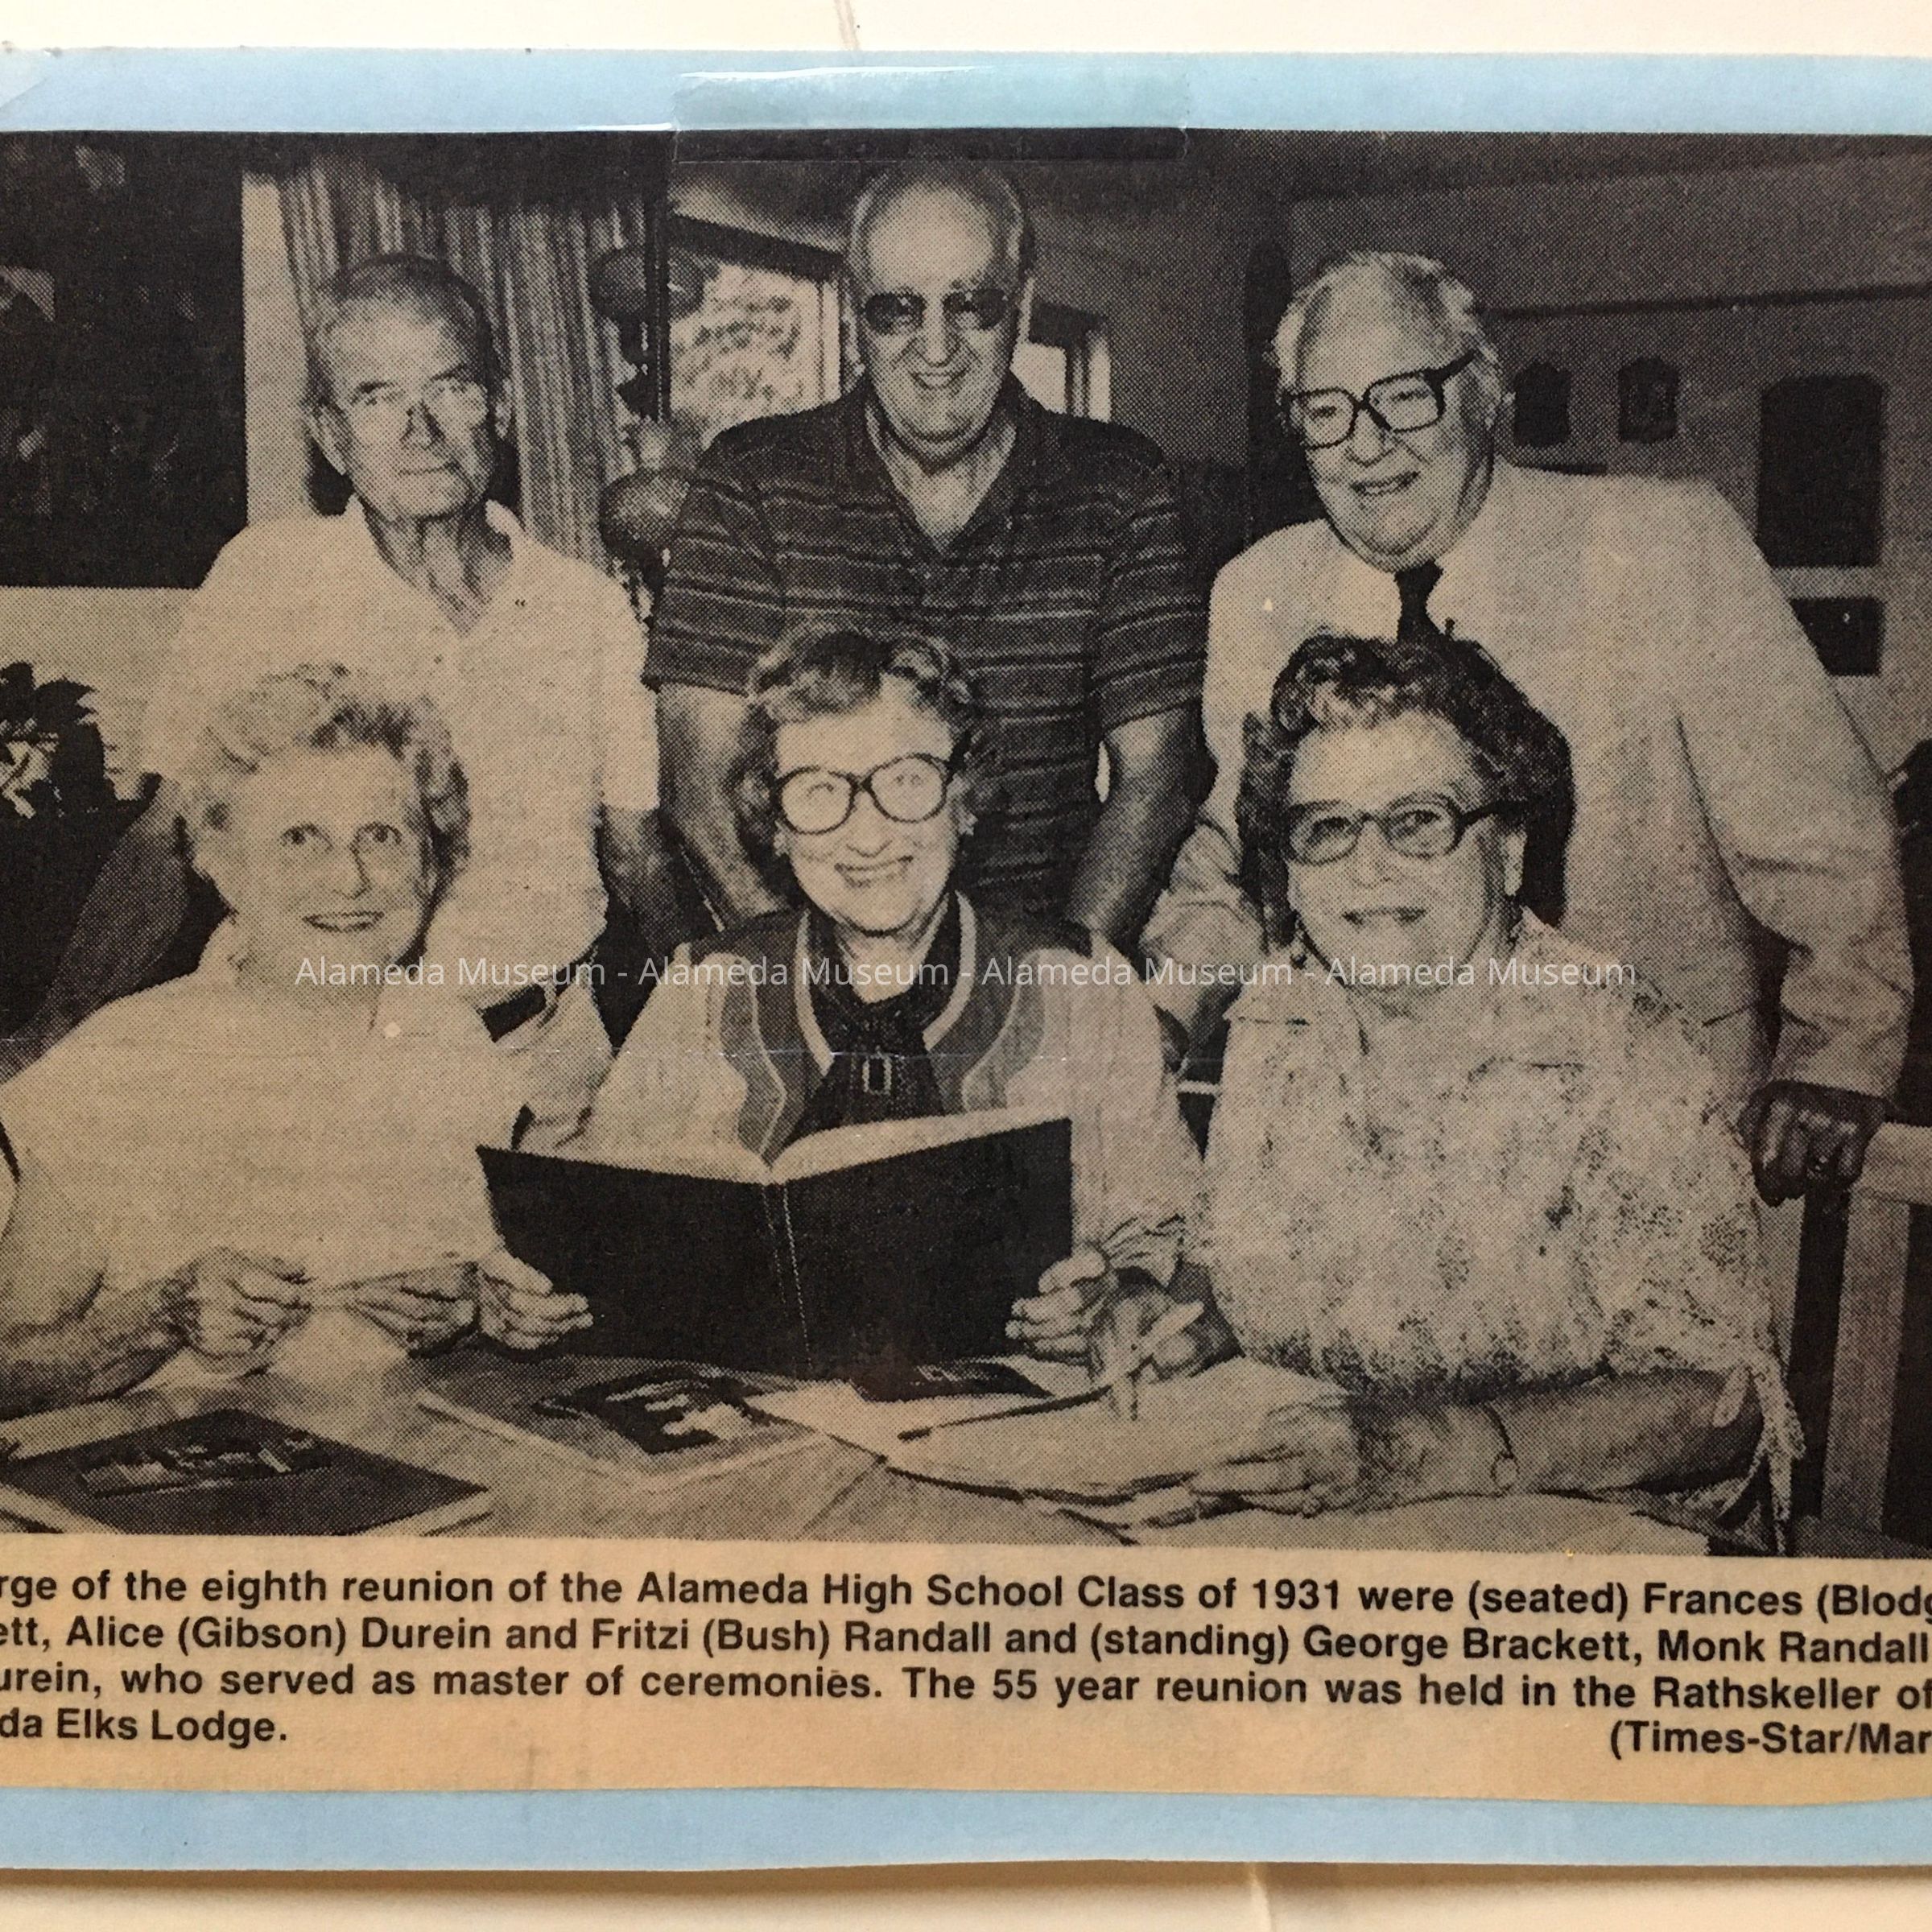 Alameda Museum - Alameda Museum - Alameda Museum - Alameda Museum
rge of the eighth reunion of the Alameda High School Class of 1931 were (seated) Frances (Blodg
ett, Alice (Gibson) Durein and Fritzi (Bush) Randall and (standing) George Brackett, Monk Randall
urein, who served as master of ceremonies. The 55 year reunion was held in the Rathskeller of
da Elks Lodge.
(Times-Star/Mar